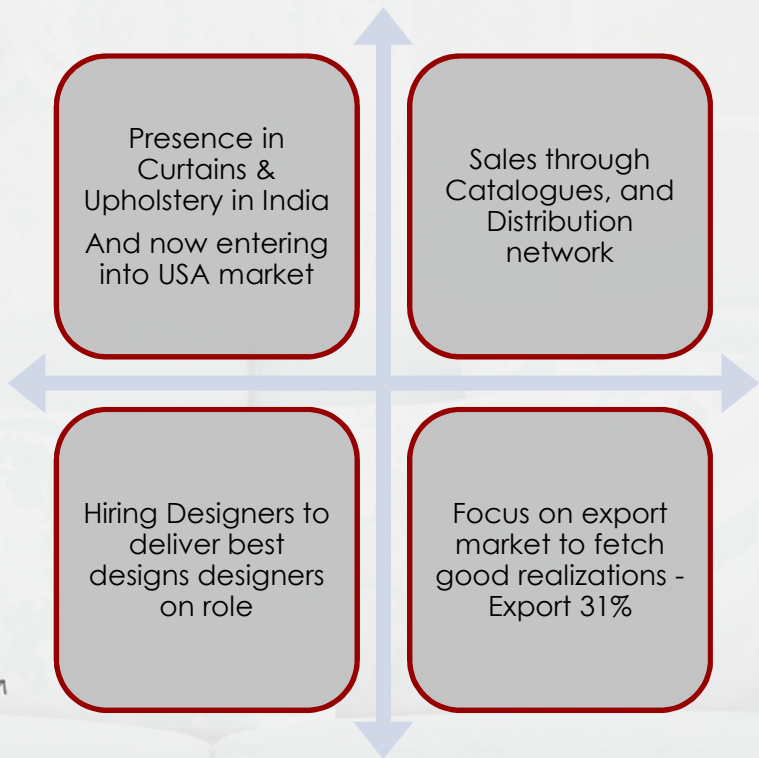 Presence in
Curtains &
Upholstery in India
And now entering
into USA market
Sales through
Catalogues, and
Distribution
network
Hiring Designers to
deliver best
designs designers
on role
Focus on export
market to fetch
good realizations -
Export 31%